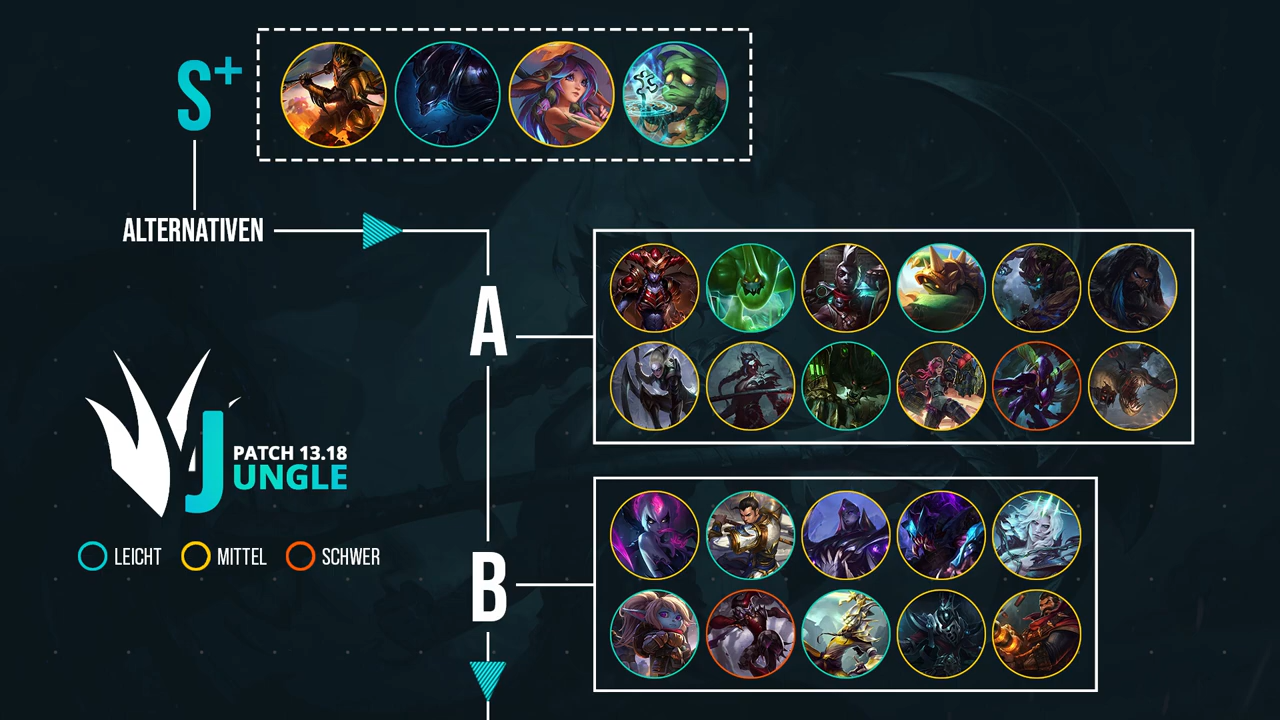 S+
ALTERNATIVEN
A
PATCH 13.18
JUNGLE
LEICHT MITTEL SCHWER
B